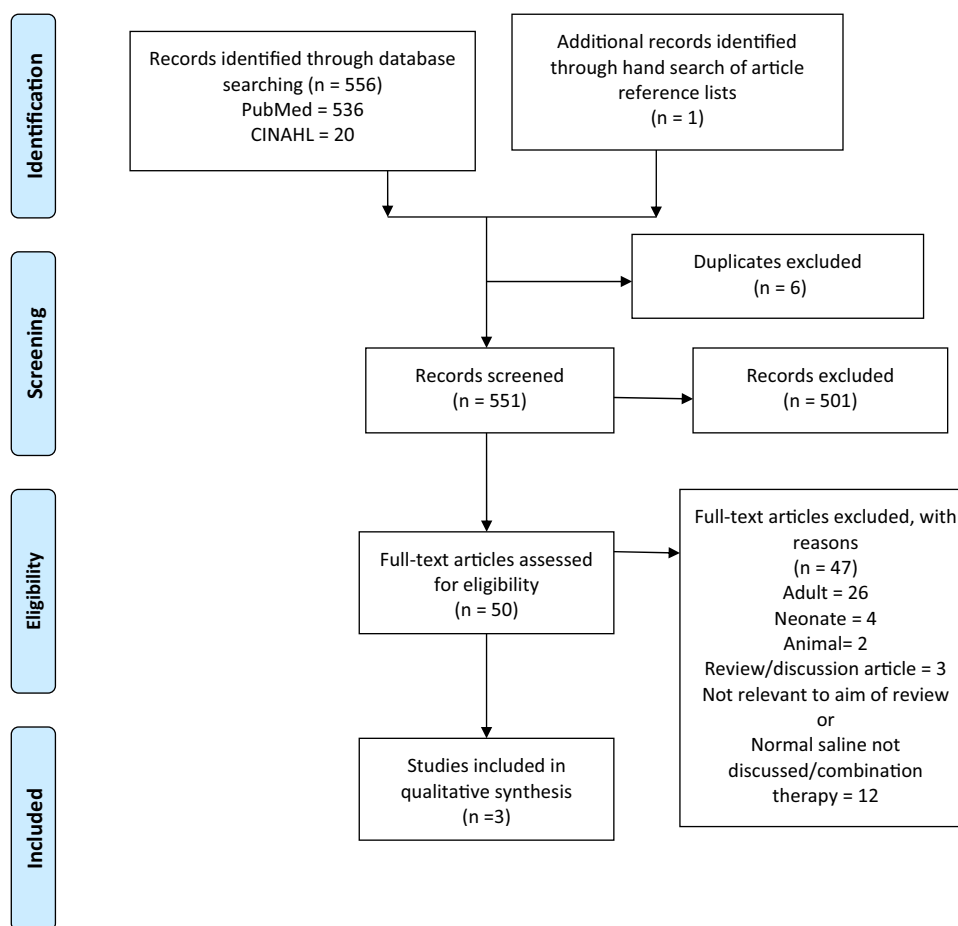 Identification
Records identified through database
searching (n = 556)
PubMed = 536
CINAHL = 20
Additional records identified
through hand search of article
reference lists
(n = 1)
Screening
Duplicates excluded
(n = 6)
Records screened
(n = 551)
Records excluded
(n = 501)
Eligibility
Full-text articles assessed
for eligibility
(n = 50)
Full-text articles excluded, with
reasons
(n = 47)
Adult = 26
Neonate = 4
Animal= 2
Review/discussion article = 3
Not relevant to aim of review
or
Normal saline not
discussed/combination
therapy = 12
Included
Studies included in
qualitative synthesis
(n =3)